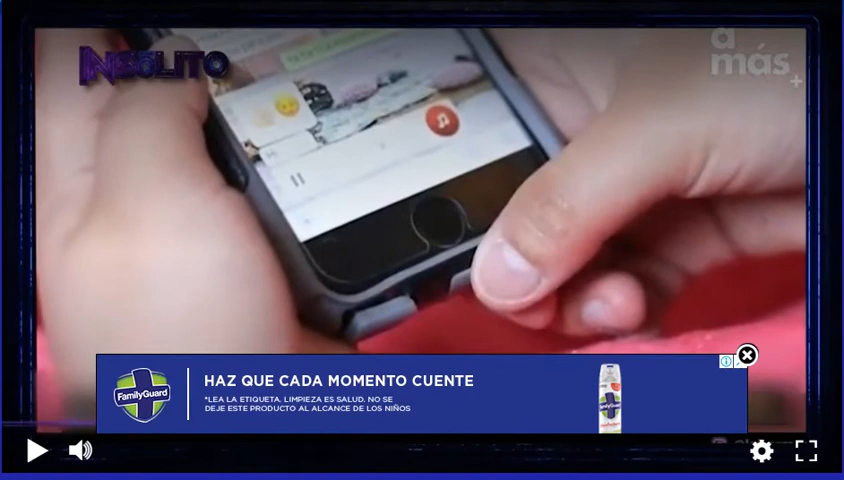 INSÓLITO
a
más+
FamilyGuard
HAZ QUE CADA MOMENTO CUENTE
*LEA LA ETIQUETA. LIMPIEZA ES SALUD. NO SE
DEJE ESTE PRODUCTO AL ALCANCE DE LOS NIÑOS